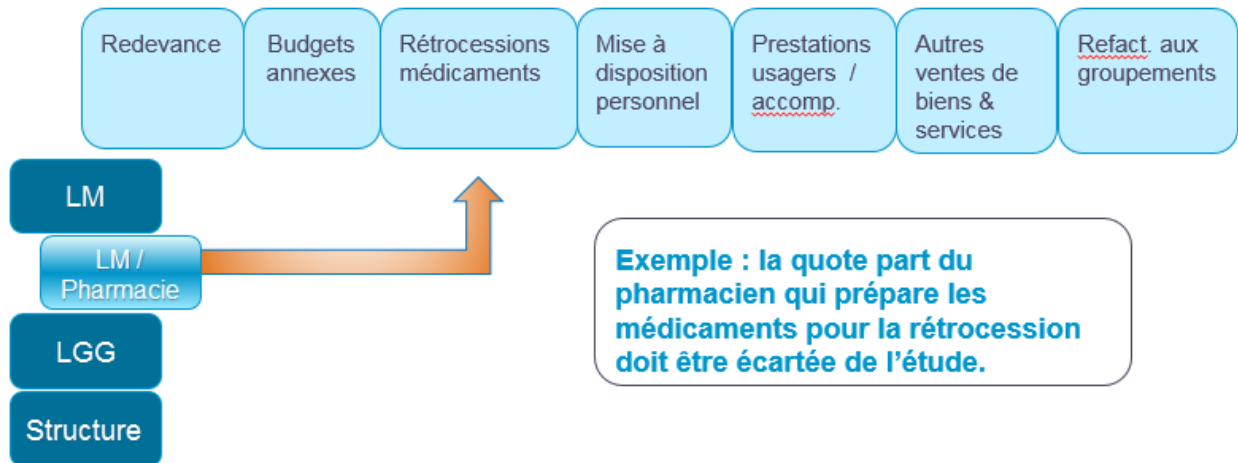 Redevance
Budgets
annexes
Rétrocessions
médicaments
Mise à
disposition
personnel
Prestations
usagers /
accomp.
Autres
ventes de
biens &
services
Refact. aux
groupements
LM
LM /
Pharmacie
LGG
Structure
Exemple : la quote part du
pharmacien qui prépare les
médicaments pour la rétrocession
doit être écartée de l’étude.